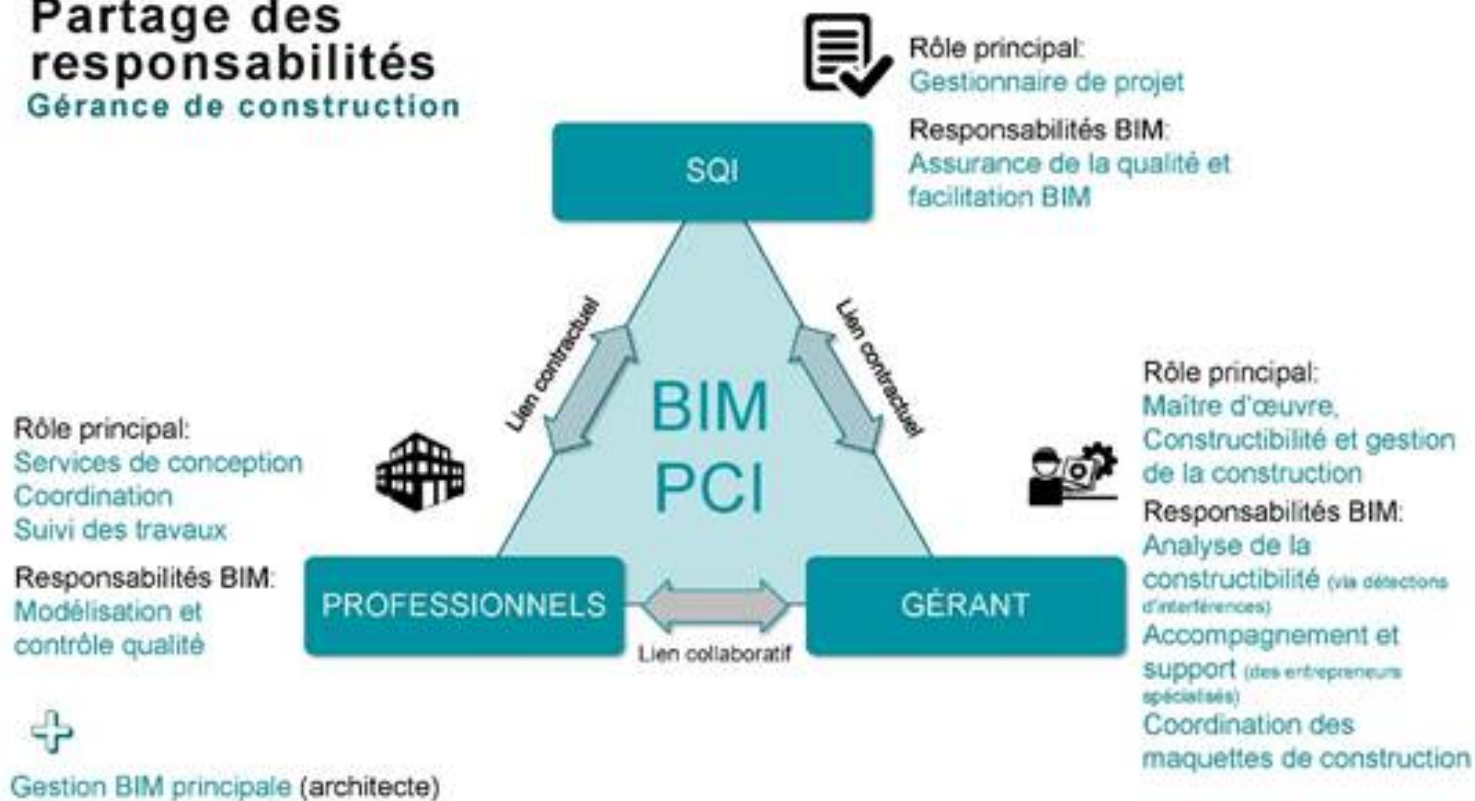 Partage des
responsabilités
Gérance de construction
Rôle principal:
Gestionnaire de projet
Responsabilités BIM:
Assurance de la qualité et
facilitation BIM
SQI
Lien contractuel
Lien contractuel
BIM
PCI
Rôle principal:
Services de conception
Coordination
Suivi des travaux
Responsabilités BIM:
Modélisation et
contrôle qualité
Gestion BIM principale (architecte)
PROFESSIONNELS
Lien collaboratif
GÉRANT
Rôle principal:
Maître d'œuvre,
Constructibilité et gestion
de la construction
Responsabilités BIM:
Analyse de la
constructibilité (via détections
d'interférences)
Accompagnement et
support (des entrepreneurs
spécialisés)
Coordination des
maquettes de construction